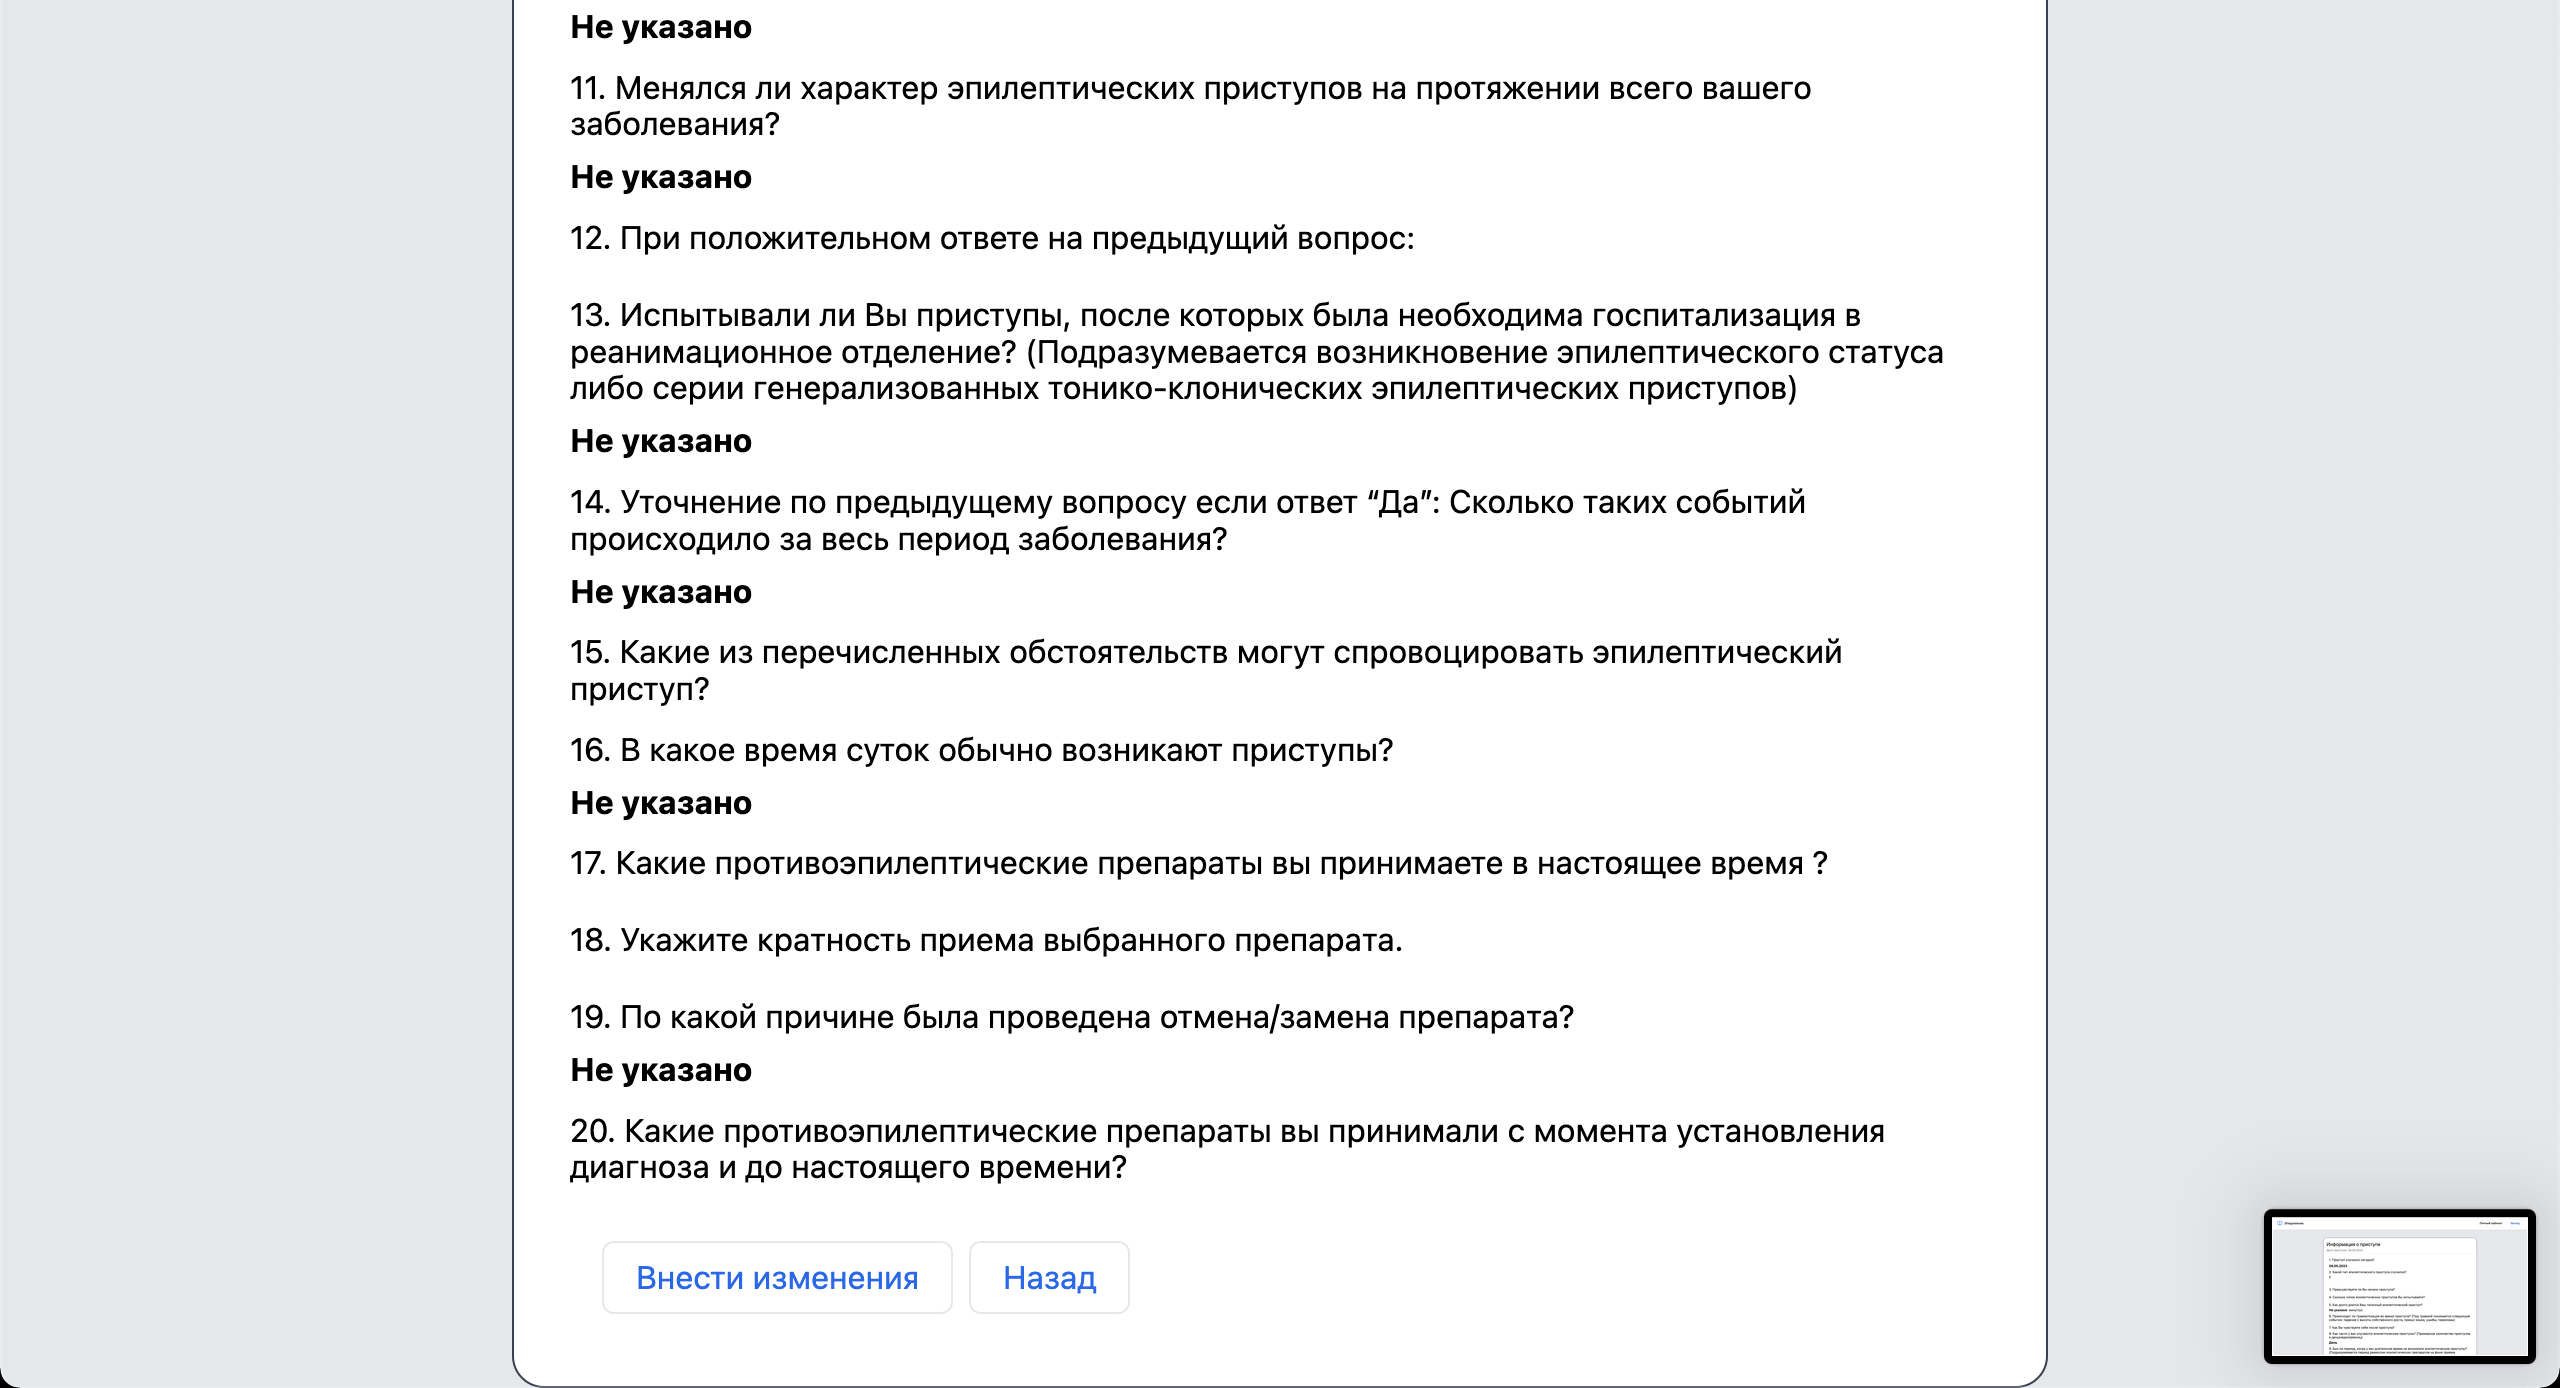 Не указано
11. Менялся ли характер эпилептических приступов на протяжении всего вашего
заболевания?
Не указано
12. При положительном ответе на предыдущий вопрос:
13. Испытывали ли Вы приступы, после которых была необходима госпитализация в
реанимационное отделение? (Подразумевается возникновение эпилептического статуса
либо серии генерализованных тонико-клонических эпилептических приступов)
Не указано
14. Уточнение по предыдущему вопросу если ответ “Да”: Сколько таких событий
происходило за весь период заболевания?
Не указано
15. Какие из перечисленных обстоятельств могут спровоцировать эпилептический
приступ?
16. В какое время суток обычно возникают приступы?
Не указано
17. Какие противоэпилептические препараты вы принимаете в настоящее время ?
18. Укажите кратность приема выбранного препарата.
19. По какой причине была проведена отмена/замена препарата?
Не указано
20. Какие противоэпилептические препараты вы принимали с момента установления
диагноза и до настоящего времени?
Внести изменения
Назад
Информация о приступе